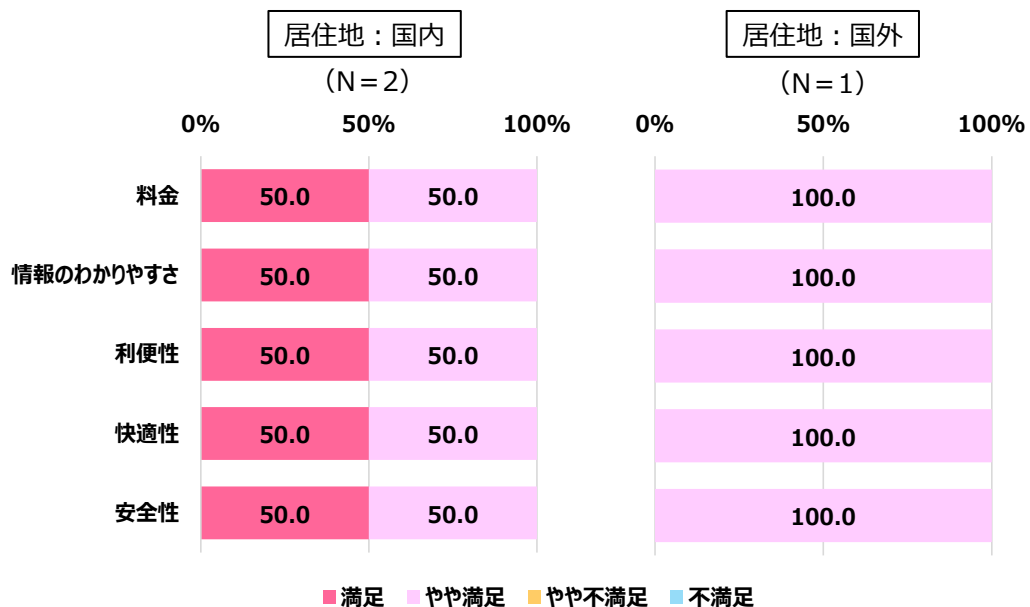 居住地：国内 居住地：国外
（N＝2） （N＝1）
0% 50% 100% 0% 50% 100%
料金 50.0 50.0 100.0
情報のわかりやすさ 50.0 50.0 100.0
利便性 50.0 50.0 100.0
快適性 50.0 50.0 100.0
安全性 50.0 50.0 100.0
満足 やや満足 やや不満足 不満足